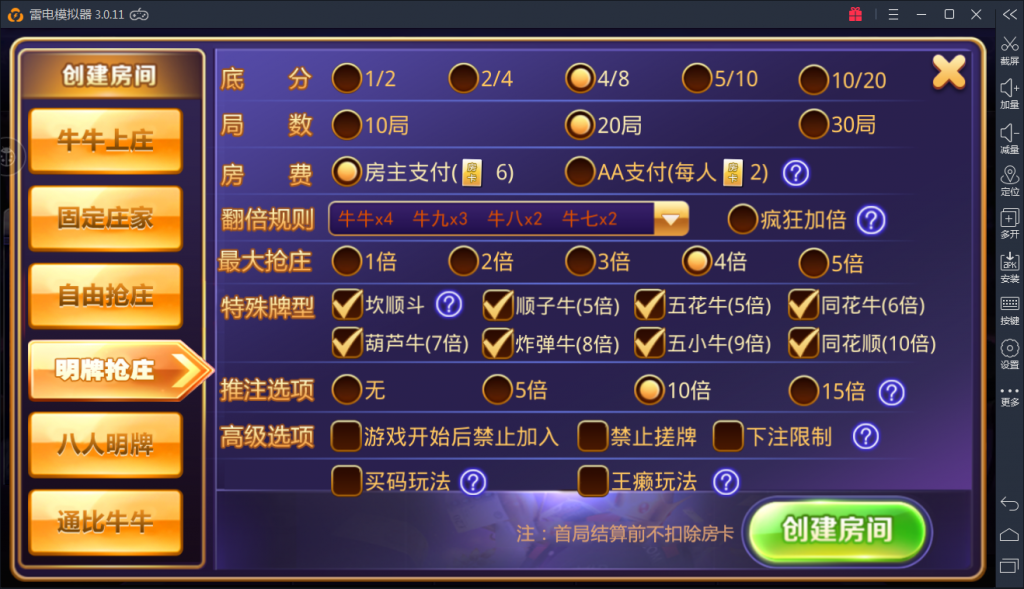 雷电模拟器 3.0.11
创建房间
牛牛上庄
固定庄家
自由抢庄
明牌抢庄
八人明牌
通比牛牛
底 分 1/2 2/4 4/8 5/10 10/20
局 数 10局 20局 30局
房 费 房主支付(房卡 6) AA支付(每人房卡 2) ?
翻倍规则 牛牛x4 牛九x3 牛八x2 牛七x2 疯狂加倍 ?
最大抢庄 1倍 2倍 3倍 4倍 5倍
特殊牌型 坎顺斗 ? 顺子牛(5倍) 五花牛(5倍) 同花牛(6倍)
葫芦牛(7倍) 炸弹牛(8倍) 五小牛(9倍) 同花顺(10倍)
推注选项 无 5倍 10倍 15倍 ?
高级选项 游戏开始后禁止加入 禁止搓牌 下注限制 ?
买码玩法 ? 王癞玩法 ?
注：首局结算前不扣除房卡
创建房间
截屏
加量
减量
定位
多开
APK
安装
按键
设置
更多